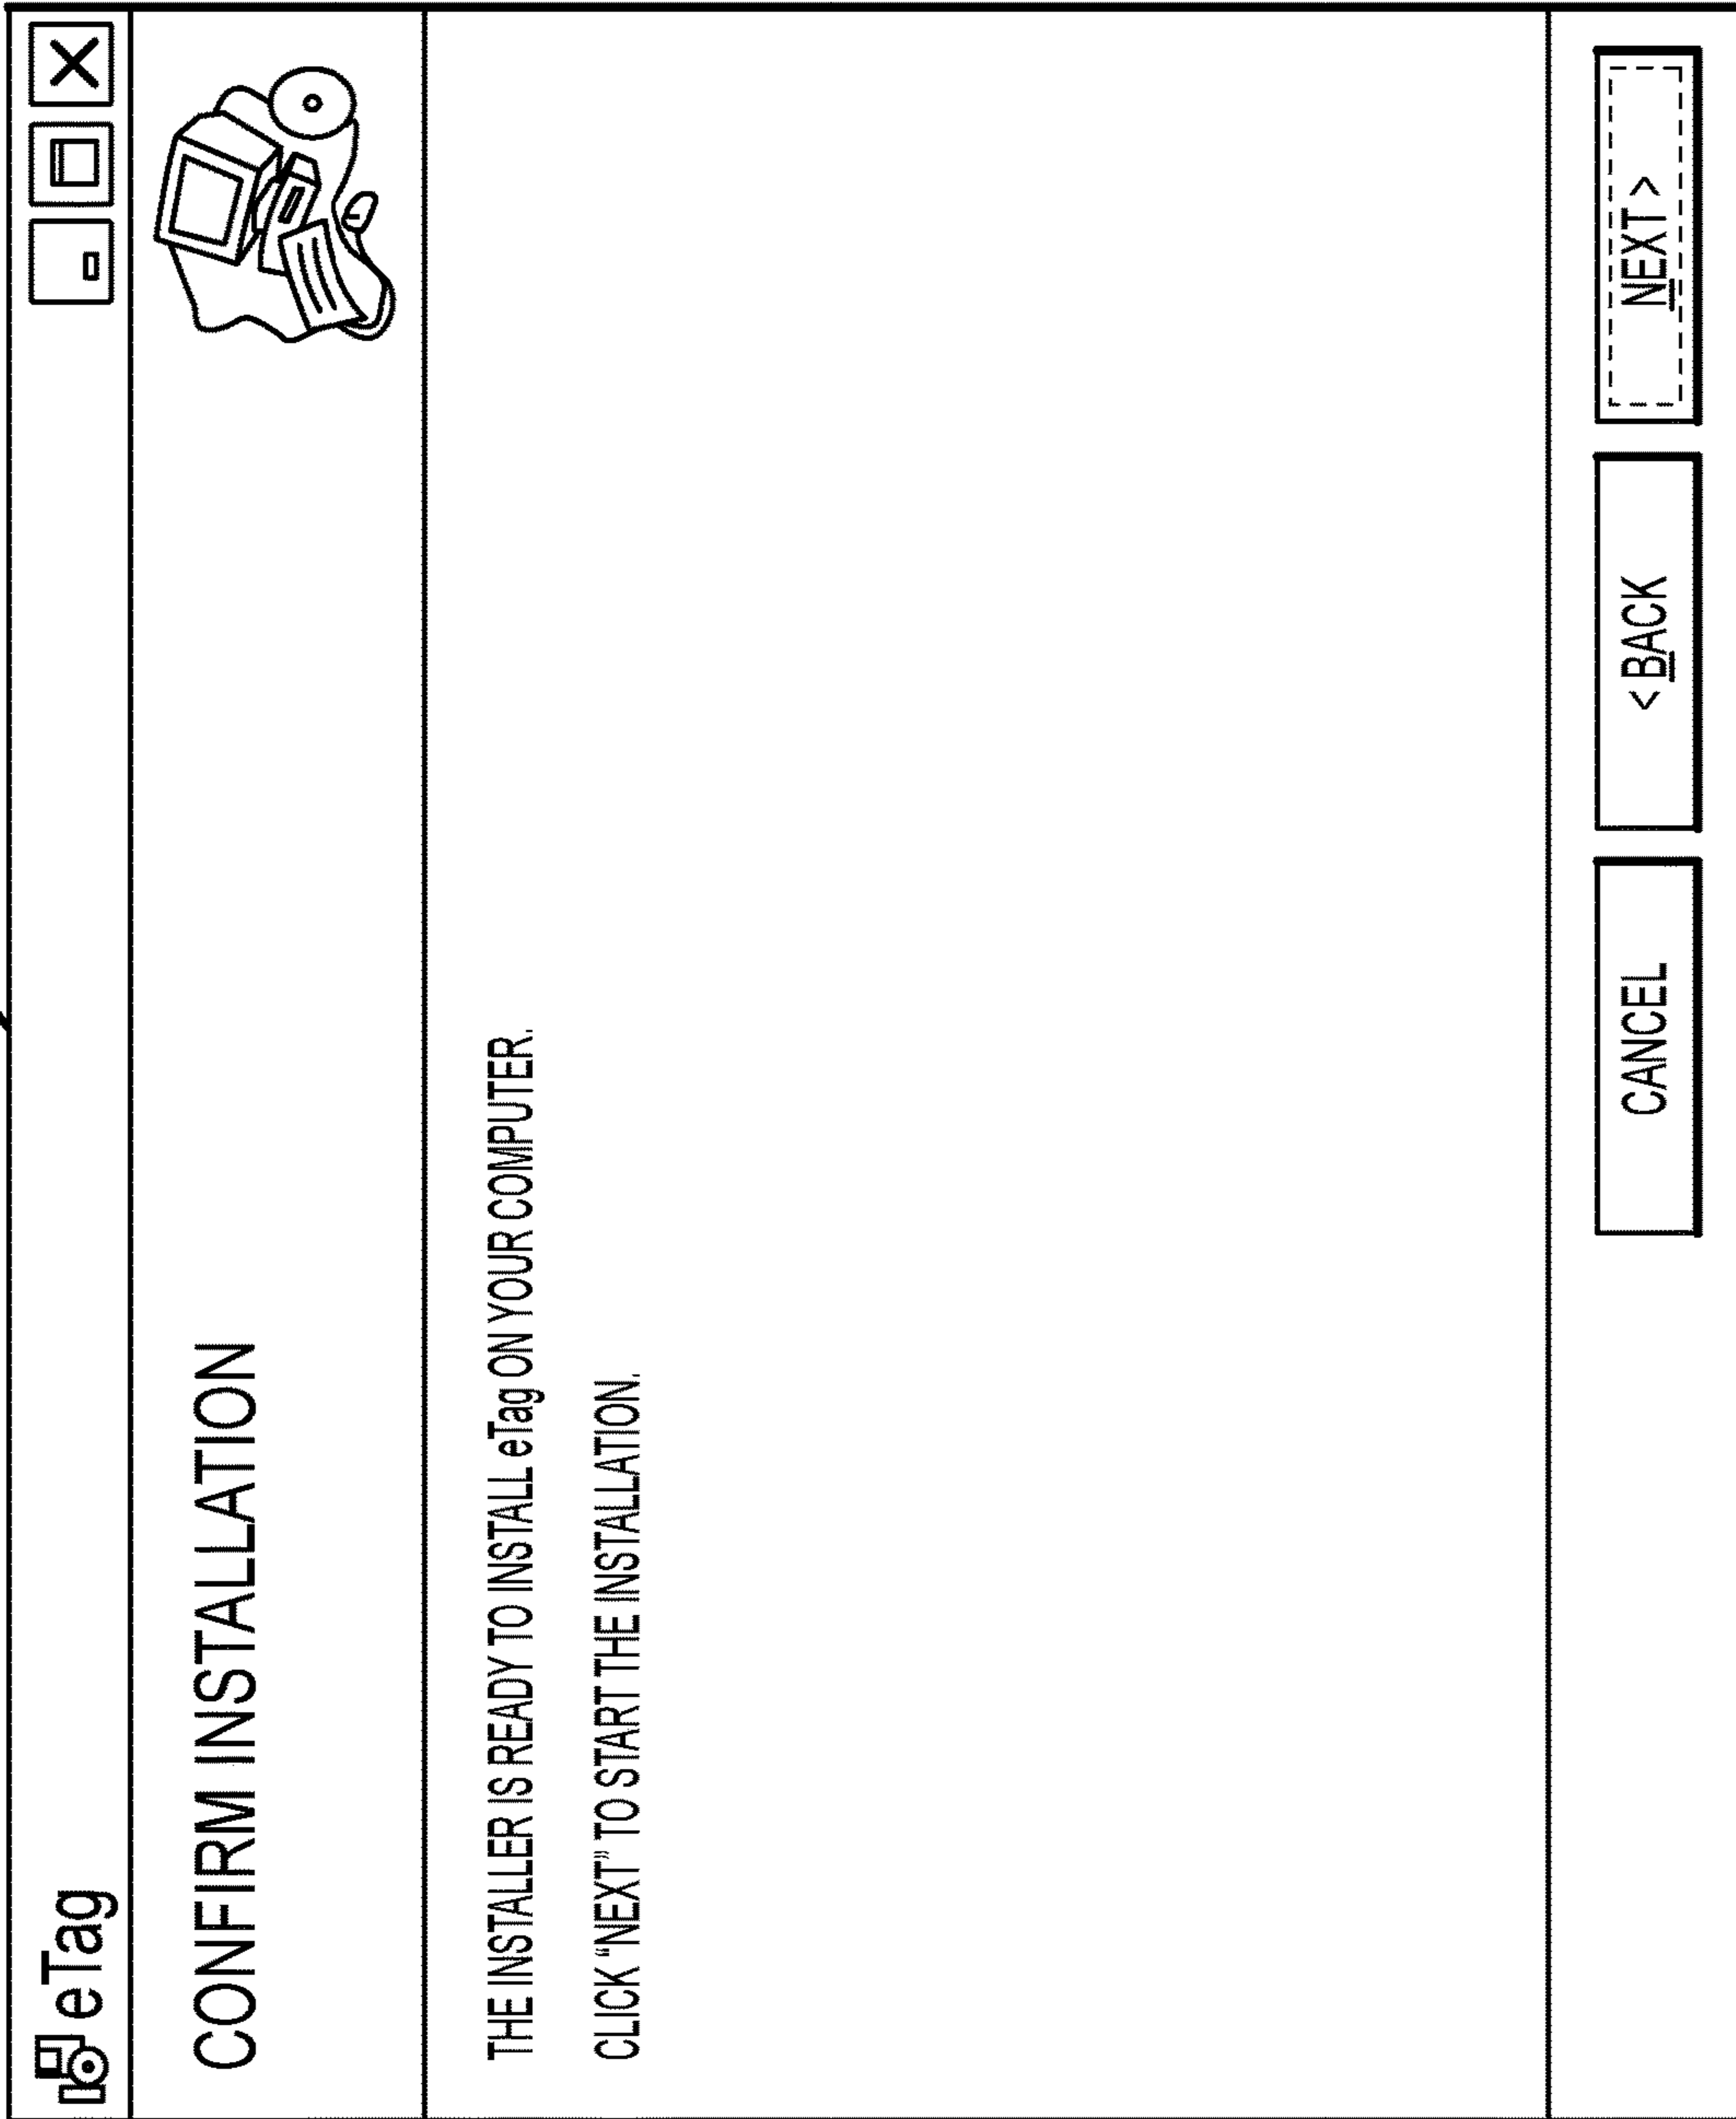 eTag
CONFIRM INSTALLATION
THE INSTALLER IS READY TO INSTALL eTag ON YOUR COMPUTER.
CLICK “NEXT” TO START THE INSTALLATION.
CANCEL
< BACK
NEXT >